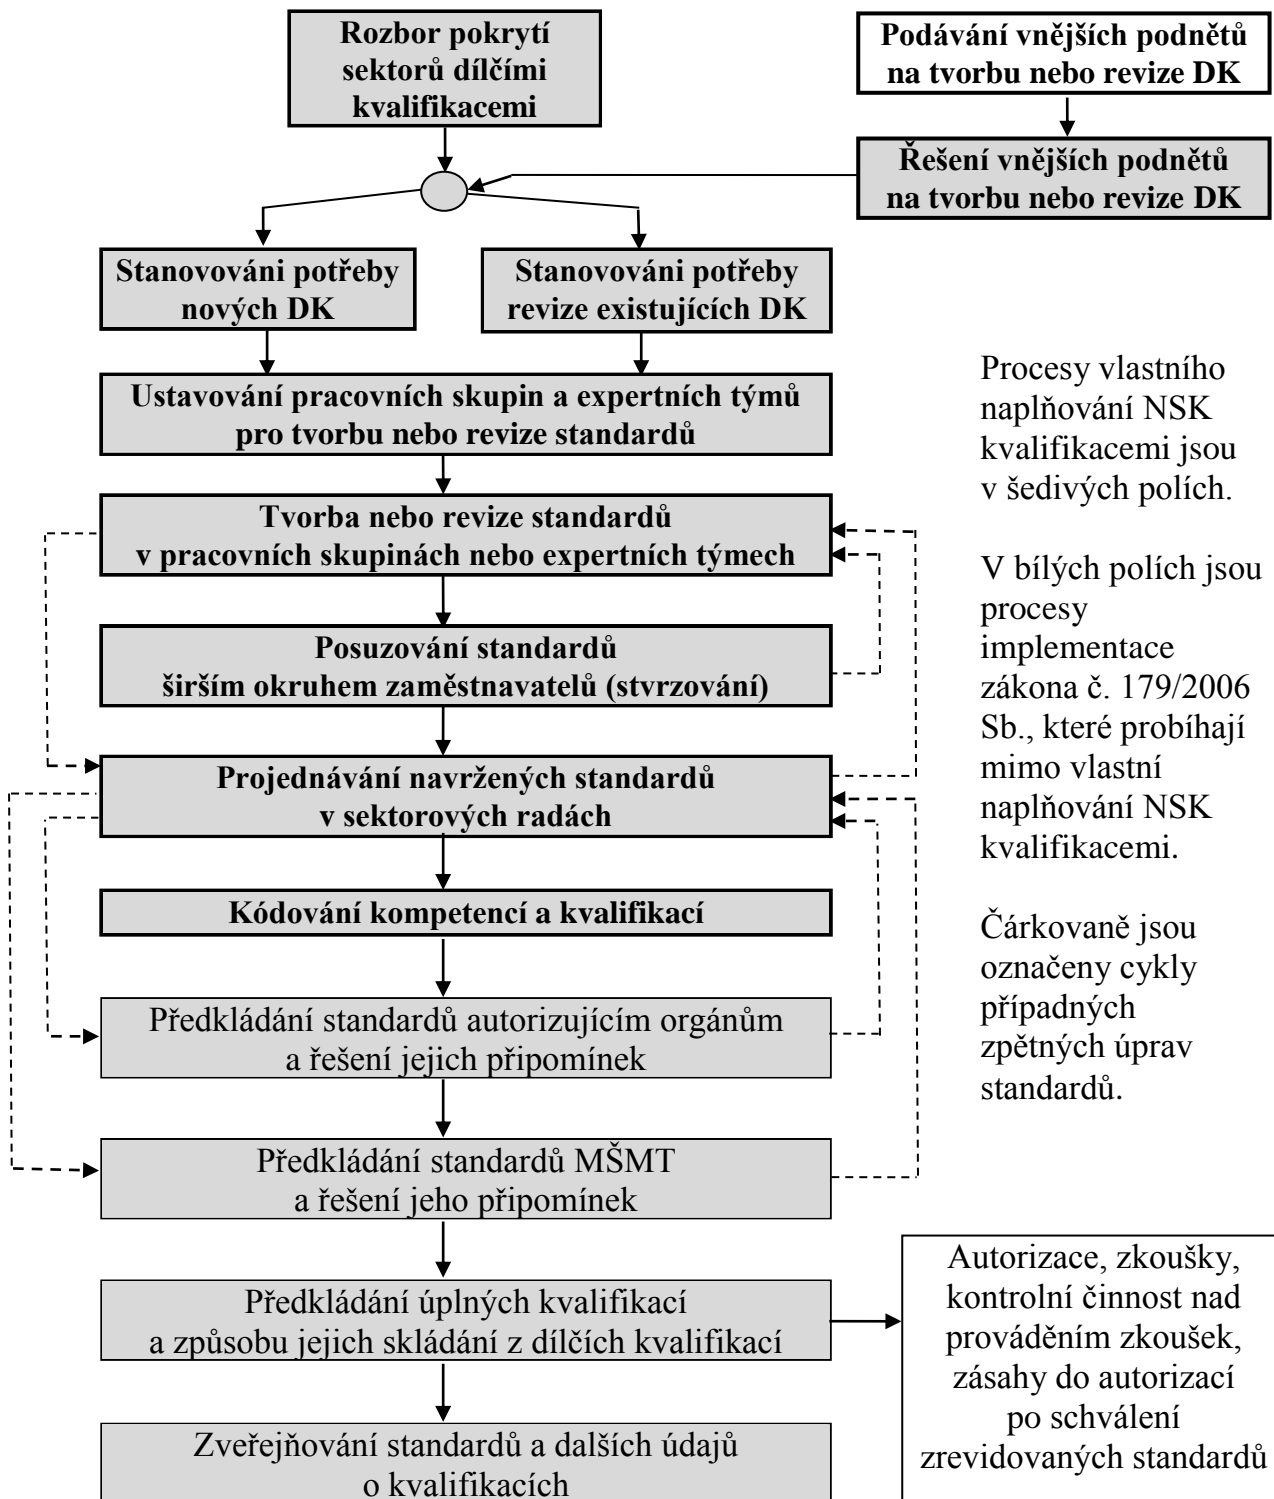 Rozbor pokrytí
sektorů dílčími
kvalifikacemi
Podávání vnějších podnětů
na tvorbu nebo revize DK
Řešení vnějších podnětů
na tvorbu nebo revize DK
Stanovováni potřeby
nových DK
Stanovováni potřeby
revize existujících DK
Ustavování pracovních skupin a expertních týmů
pro tvorbu nebo revize standardů
Tvorba nebo revize standardů
v pracovních skupinách nebo expertních týmech
Posuzování standardů
širším okruhem zaměstnavatelů (stvrzování)
Projednávání navržených standardů
v sektorových radách
Kódování kompetencí a kvalifikací
Předkládání standardů autorizujícím orgánům
a řešení jejich připomínek
Předkládání standardů MŠMT
a řešení jeho připomínek
Předkládání úplných kvalifikací
a způsobu jejich skládání z dílčích kvalifikací
Zveřejňování standardů a dalších údajů
o kvalifikacích
Procesy vlastního
naplňování NSK
kvalifikacemi jsou
v šedivých polích.
V bílých polích jsou
procesy
implementace
zákona č. 179/2006
Sb., které probíhají
mimo vlastní
naplňování NSK
kvalifikacemi.
Čárkovaně jsou
označeny cykly
případných
zpětných úprav
standardů.
Autorizace, zkoušky,
kontrolní činnost nad
prováděním zkoušek,
zásahy do autorizací
po schválení
zrevidovaných standardů